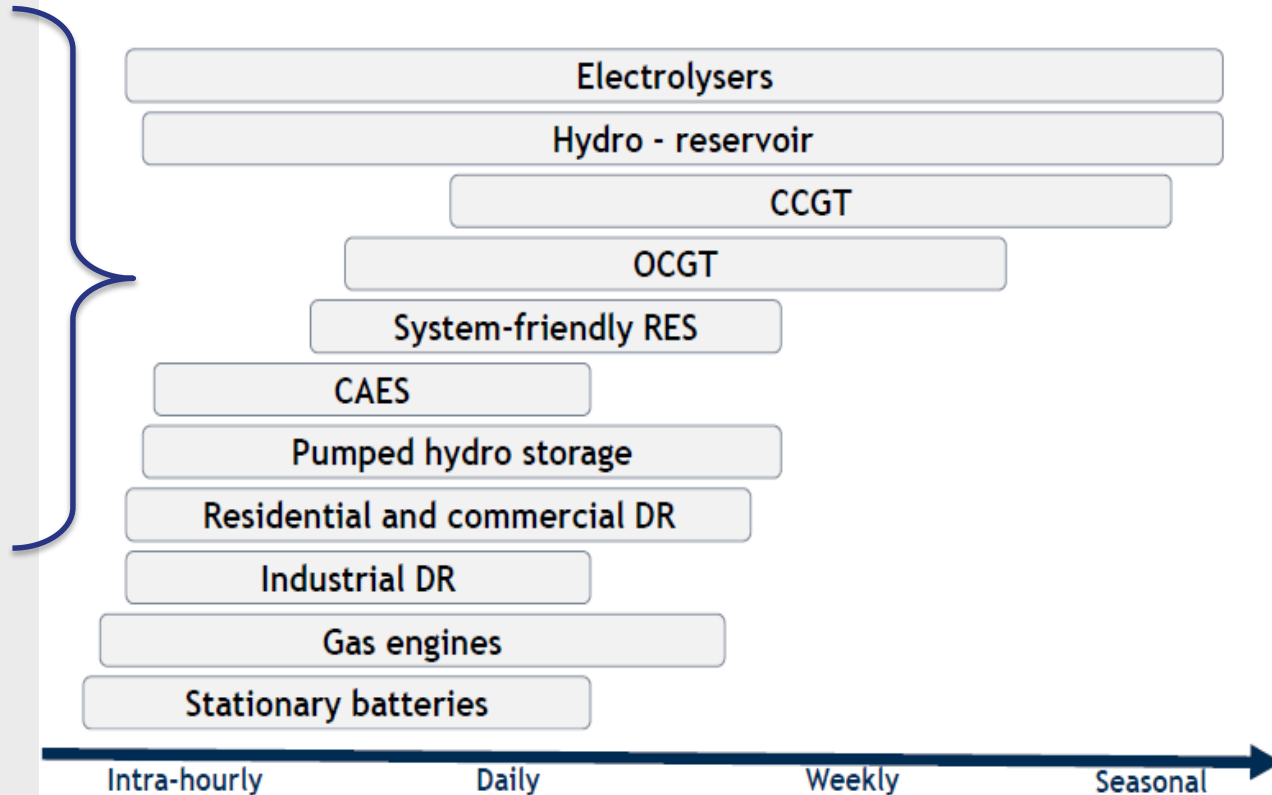 Electrolysers
Hydro - reservoir
CCGT
OCGT
System-friendly RES
CAES
Pumped hydro storage
Residential and commercial DR
Industrial DR
Gas engines
Stationary batteries
Intra-hourly Daily Weekly Seasonal